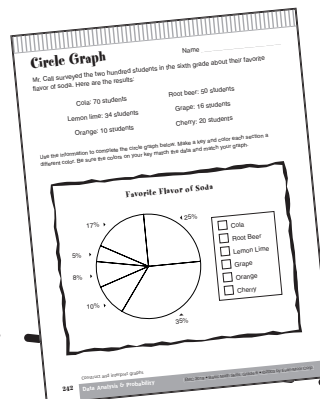 Circle Graph
Name
Mr. Cali surveyed the two hundred students in the sixth grade about their favorite
flavor of soda. Here are the results:
Cola: 70 students
Root beer: 50 students
Lemon lime: 34 students
Grape: 16 students
Orange: 10 students
Cherry: 20 students
Use the information to complete the circle graph below. Make a key and color each section a
different color. Be sure the colors on your key match the data and match your graph.
Favorite Flavor of Soda
17%
25%
5%
8%
10%
35%
Cola
Root Beer
Lemon Lime
Grape
Orange
Cherry
242
Data Analysis & Probability